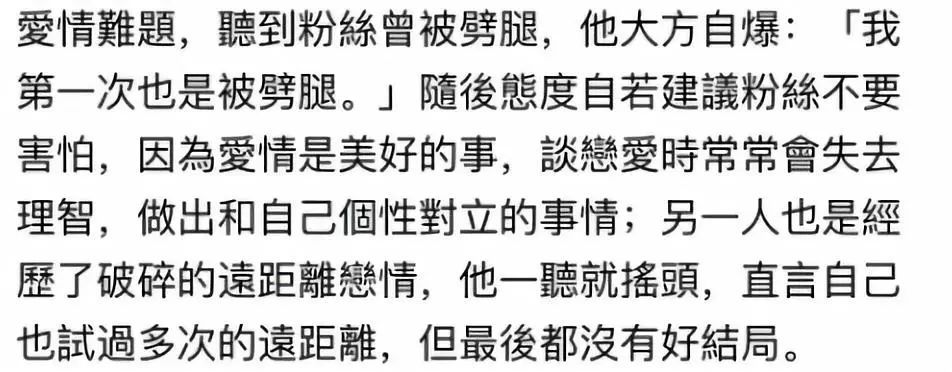 愛情難題，聽到粉絲曾被劈腿，他大方自爆：「我
第一次也是被劈腿。」隨後態度自若建議粉絲不要
害怕，因為愛情是美好的事，談戀愛時常常會失去
理智，做出和自己個性對立的事情；另一人也是經
歷了破碎的遠距離戀情，他一聽就搖頭，直言自己
也試過多次的遠距離，但最後都沒有好結局。